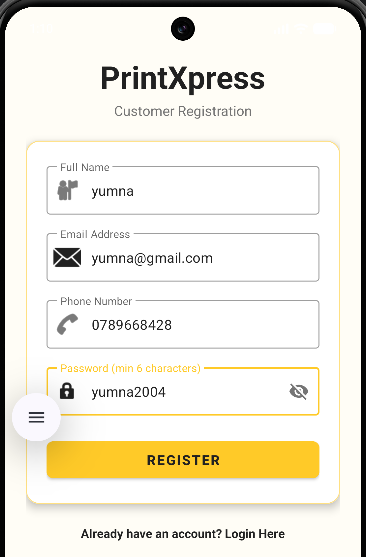 PrintXpress
Customer Registration
Full Name
yumna
Email Address
yumna@gmail.com
Phone Number
0789668428
Password (min 6 characters)
yumna2004
REGISTER
Already have an account? Login Here